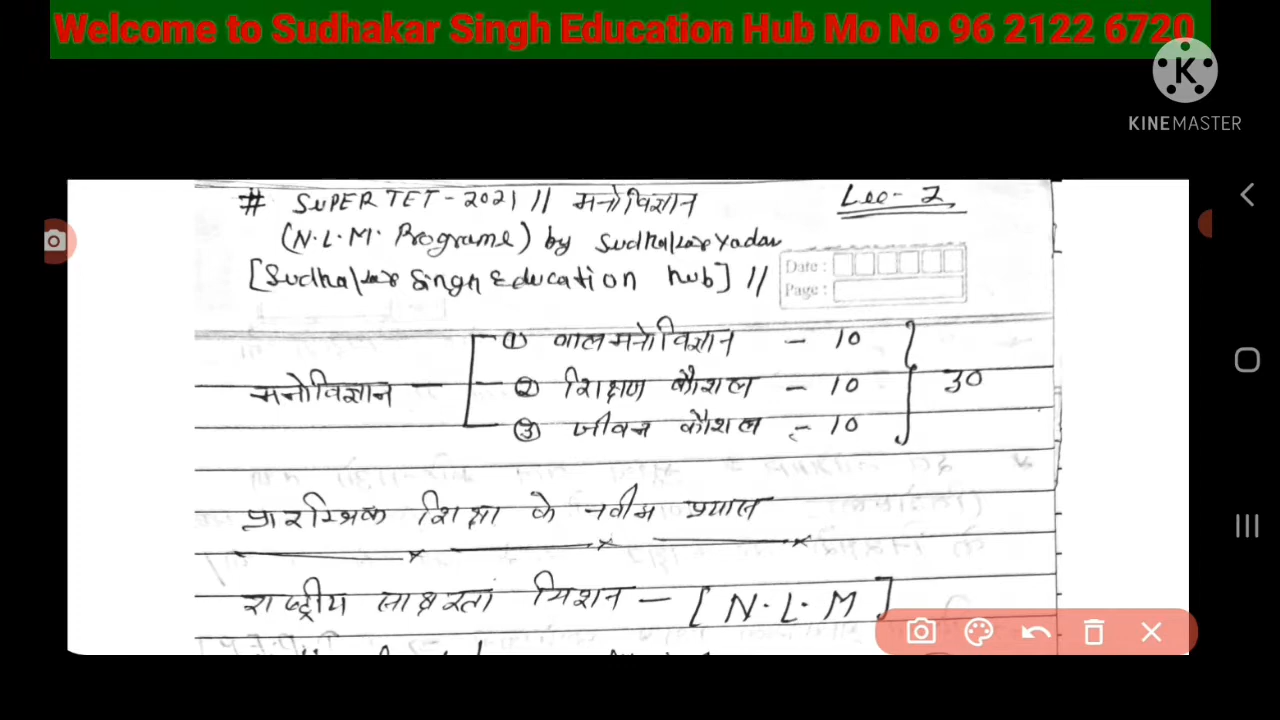 Welcome to Sudhakar Singh Education Hub Mo No 96 2122 6720
K
KINEMASTER
# SUPER TET - 2021 // मनोविज्ञान Lec - 2
(N.L.M. Programe) by Sudhakar Yadav
[Sudhakar Singh Education hub] //
Date :
Page :
① बालमनोविज्ञान - 10
मनोविज्ञान - ② शिक्षण कौशल - 10 } 30
③ जीवन कौशल - 10
प्रारम्भिक शिक्षा के नवीन प्रयास
राष्ट्रीय साक्षरता मिशन - [N.L.M]